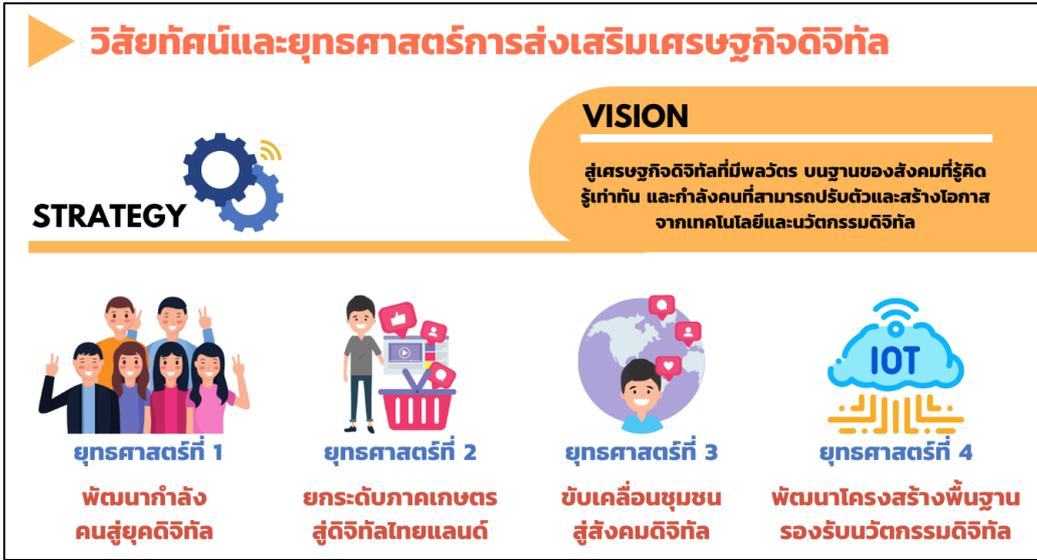 วิสัยทัศน์และยุทธศาสตร์การส่งเสริมเศรษฐกิจดิจิทัล
VISION
สู่เศรษฐกิจดิจิทัลที่มีพลวัตร บนฐานของสังคมที่รู้คิด
รู้เท่าทัน และกำลังคนที่สามารถปรับตัวและสร้างโอกาส
จากเทคโนโลยีและนวัตกรรมดิจิทัล
STRATEGY
IOT
ยุทธศาสตร์ที่ 1
พัฒนากำลัง
คนสู่ยุคดิจิทัล
ยุทธศาสตร์ที่ 2
ยกระดับภาคเกษตร
สู่ดิจิทัลไทยแลนด์
ยุทธศาสตร์ที่ 3
ขับเคลื่อนชุมชน
สู่สังคมดิจิทัล
ยุทธศาสตร์ที่ 4
พัฒนาโครงสร้างพื้นฐาน
รองรับนวัตกรรมดิจิทัล